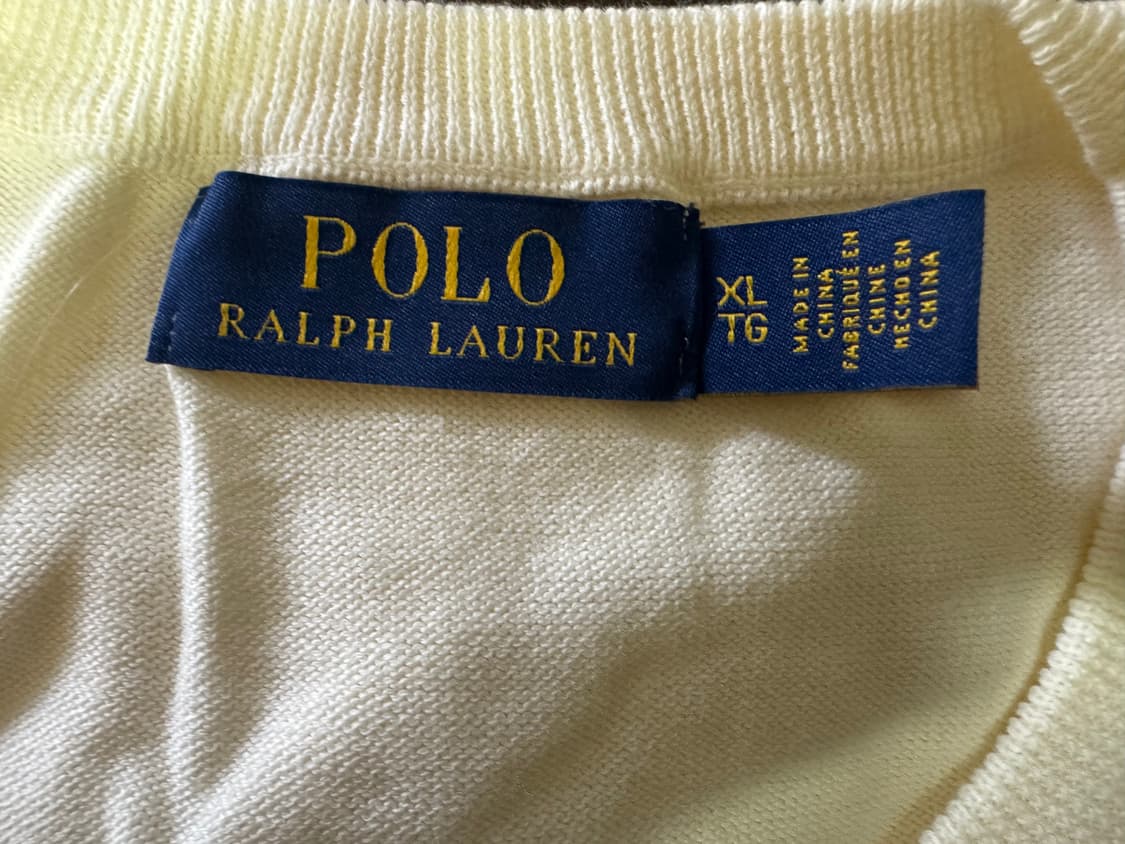 POLO
RALPH LAUREN
XL
TG
MADE IN
CHINA
FABRIQUÉ EN
CHINE
HECHO EN
CHINA